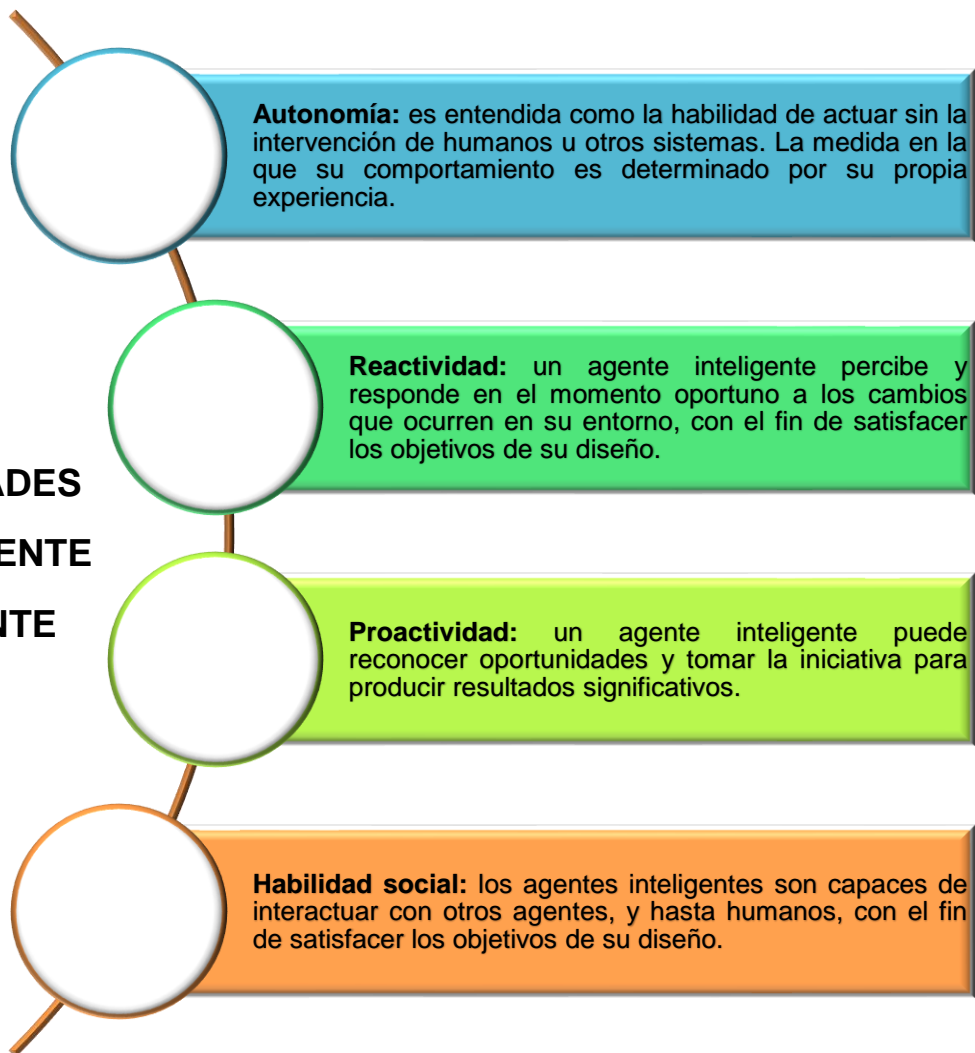 Autonomía: es entendida como la habilidad de actuar sin la
intervención de humanos u otros sistemas. La medida en la
que su comportamiento es determinado por su propia
experiencia.
Reactividad: un agente inteligente percibe y
responde en el momento oportuno a los cambios
que ocurren en su entorno, con el fin de satisfacer
los objetivos de su diseño.
Proactividad: un agente inteligente puede
reconocer oportunidades y tomar la iniciativa para
producir resultados significativos.
Habilidad social: los agentes inteligentes son capaces de
interactuar con otros agentes, y hasta humanos, con el fin
de satisfacer los objetivos de su diseño.